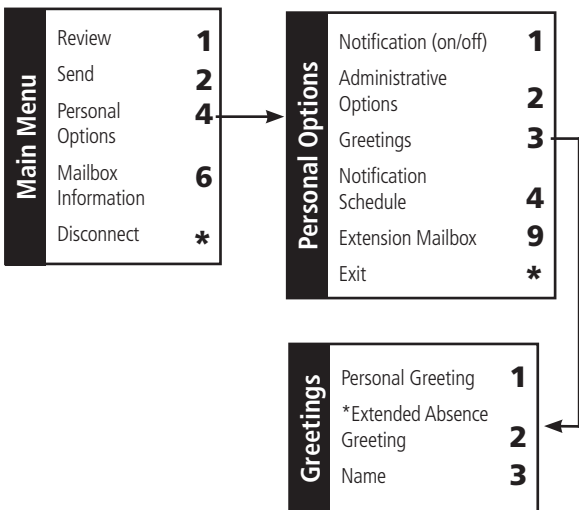 Main Menu
Review 1
Send 2
Personal
Options 4
Mailbox
Information 6
Disconnect *
Personal Options
Notification (on/off) 1
Administrative
Options 2
Greetings 3
Notification
Schedule 4
Extension Mailbox 9
Exit *
Greetings
Personal Greeting 1
*Extended Absence
Greeting 2
Name 3